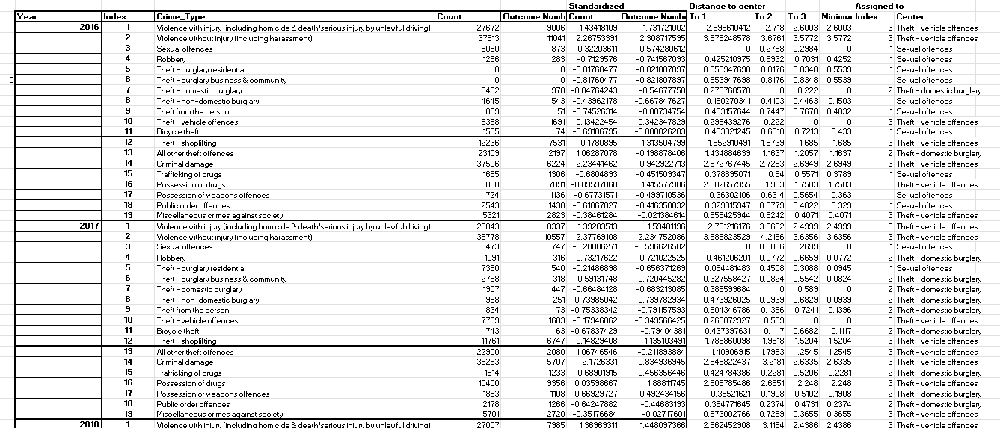 Standardized Distance to center Assigned to
Year Index Crime_Type Count Outcome Numb Count Outcome Numbe To 1 To 2 To 3 Minimur Index Center
2016 1 Violence with injury (including homicide & death/serious injury by unlawful driving) 27672 9006 1.43418109 1.731721002 2.898610412 2.718 2.6003 2.6003 3 Theft - vehicle offences
2 Violence without injury (including harassment) 37913 11041 2.26753391 2.308715595 3.875248578 3.6761 3.5772 3.5772 3 Theft - vehicle offences
3 Sexual offences 6090 873 -0.32203611 -0.574280612 0 0.2758 0.2984 0 1 Sexual offences
4 Robbery 1286 283 -0.7129576 -0.741567093 0.425210975 0.6932 0.7031 0.4252 1 Sexual offences
5 Theft - burglary residential 0 0 -0.81760477 -0.821807897 0.553947698 0.8176 0.8348 0.5539 1 Sexual offences
0 6 Theft - burglary business & community 0 0 -0.81760477 -0.821807897 0.553947698 0.8176 0.8348 0.5539 1 Sexual offences
7 Theft - domestic burglary 9462 970 -0.04764243 -0.54677758 0.275768578 0 0.222 0 2 Theft - domestic burglary
8 Theft - non-domestic burglary 4645 543 -0.43962178 -0.667847627 0.150270341 0.4103 0.4463 0.1503 1 Sexual offences
9 Theft from the person 889 51 -0.74526314 -0.80734754 0.483157644 0.7447 0.7678 0.4832 1 Sexual offences
10 Theft - vehicle offences 8398 1691 -0.13422454 -0.342347829 0.298439276 0.222 0 0 3 Theft - vehicle offences
11 Bicycle theft 1555 74 -0.69106795 -0.800826203 0.433021245 0.6918 0.7213 0.433 1 Sexual offences
12 Theft - shoplifting 12236 7531 0.1780895 1.313504799 1.952910491 1.8739 1.685 1.685 3 Theft - vehicle offences
13 All other theft offences 23109 2197 1.06287078 -0.198878406 1.434884639 1.1637 1.2057 1.1637 2 Theft - domestic burglary
14 Criminal damage 37506 6224 2.23441462 0.942922713 2.972767445 2.7253 2.6949 2.6949 3 Theft - vehicle offences
15 Trafficking of drugs 1685 1306 -0.6804893 -0.451509347 0.378895071 0.64 0.5571 0.3789 1 Sexual offences
16 Possession of drugs 8868 7891 -0.09597868 1.415577906 2.002657955 1.963 1.7583 1.7583 3 Theft - vehicle offences
17 Possession of weapons offences 1724 1136 -0.67731571 -0.499710536 0.36302106 0.6314 0.5654 0.363 1 Sexual offences
18 Public order offences 2543 1430 -0.61067027 -0.416350832 0.329015947 0.5779 0.4822 0.329 1 Sexual offences
19 Miscellaneous crimes against society 5321 2823 -0.38461284 -0.021384614 0.556425944 0.6242 0.4071 0.4071 3 Theft - vehicle offences
2017 1 Violence with injury (including homicide & death/serious injury by unlawful driving) 26843 8337 1.39283513 1.59401196 2.761216176 3.0692 2.4999 2.4999 3 Theft - vehicle offences
2 Violence without injury (including harassment) 38778 10557 2.37769108 2.234752086 3.888823529 4.2156 3.6356 3.6356 3 Theft - vehicle offences
3 Sexual offences 6473 747 -0.28806271 -0.596626582 0 0.3866 0.2699 0 1 Sexual offences
4 Robbery 1091 316 -0.73217622 -0.721022525 0.461206201 0.0772 0.6659 0.0772 2 Theft - domestic burglary
5 Theft - burglary residential 7360 540 -0.21486898 -0.656371269 0.094481483 0.4508 0.3088 0.0945 1 Sexual offences
6 Theft - burglary business & community 2798 318 -0.59131748 -0.720445282 0.327558427 0.0824 0.5542 0.0824 2 Theft - domestic burglary
7 Theft - domestic burglary 1907 447 -0.66484128 -0.683213085 0.386599684 0 0.589 0 2 Theft - domestic burglary
8 Theft - non-domestic burglary 998 251 -0.73985042 -0.739782934 0.473926025 0.0939 0.6829 0.0939 2 Theft - domestic burglary
9 Theft from the person 834 73 -0.75338342 -0.791157593 0.504346786 0.1396 0.7241 0.1396 2 Theft - domestic burglary
10 Theft - vehicle offences 7789 1603 -0.17946862 -0.349566425 0.269872927 0.589 0 0 3 Theft - vehicle offences
11 Bicycle theft 1743 63 -0.67837429 -0.79404381 0.437397631 0.1117 0.6682 0.1117 2 Theft - domestic burglary
12 Theft - shoplifting 11761 6747 0.14829408 1.135103491 1.785860098 1.9918 1.5204 1.5204 3 Theft - vehicle offences
13 All other theft offences 22900 2080 1.06746546 -0.211893884 1.40906915 1.7953 1.2545 1.2545 3 Theft - vehicle offences
14 Criminal damage 36293 5707 2.1726331 0.834936945 2.846822437 3.2181 2.6335 2.6335 3 Theft - vehicle offences
15 Trafficking of drugs 1614 1233 -0.68901915 -0.456356446 0.424784386 0.2281 0.5206 0.2281 2 Theft - domestic burglary
16 Possession of drugs 10400 9356 0.03598667 1.88811745 2.505785486 2.6651 2.248 2.248 3 Theft - vehicle offences
17 Possession of weapons offences 1853 1108 -0.66929727 -0.492434156 0.39521621 0.1908 0.5102 0.1908 2 Theft - domestic burglary
18 Public order offences 2178 1266 -0.64247882 -0.44683193 0.384771645 0.2374 0.4731 0.2374 2 Theft - domestic burglary
19 Miscellaneous crimes against society 5701 2720 -0.35176684 -0.02717601 0.573002766 0.7269 0.3655 0.3655 3 Theft - vehicle offences
2018 1 Violence with injury (including homicide & death/serious injury by unlawful driving) 27007 7985 1.36969311 1.448097366 2.562452908 3.1194 2.4386 2.4386 3 Theft - vehicle offences